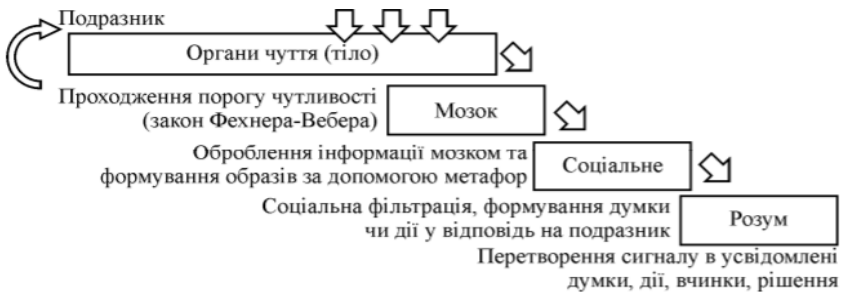 Подразник
Органи чуття (тіло)
Проходження порогу чутливості
(закон Фехнера-Вебера)
Мозок
Оброблення інформації мозком та
формування образів за допомогою метафор
Соціальне
Соціальна фільтрація, формування думки
чи дії у відповідь на подразник
Розум
Перетворення сигналу в усвідомлені
думки, дії, вчинки, рішення